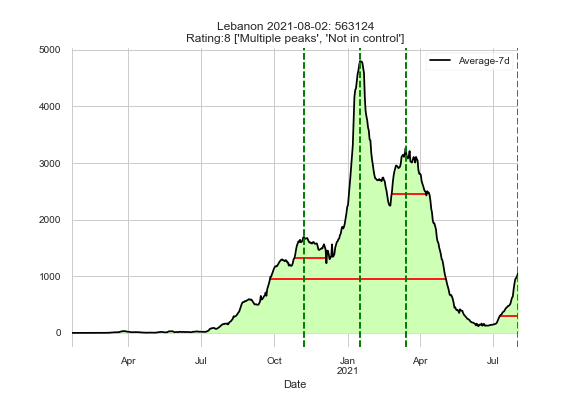 Lebanon 2021-08-02: 563124
Rating:8 ['Multiple peaks', 'Not in control']
Average-7d
5000
4000
3000
2000
1000
0
Apr
Jul
Oct
Jan
2021
Apr
Jul
Date